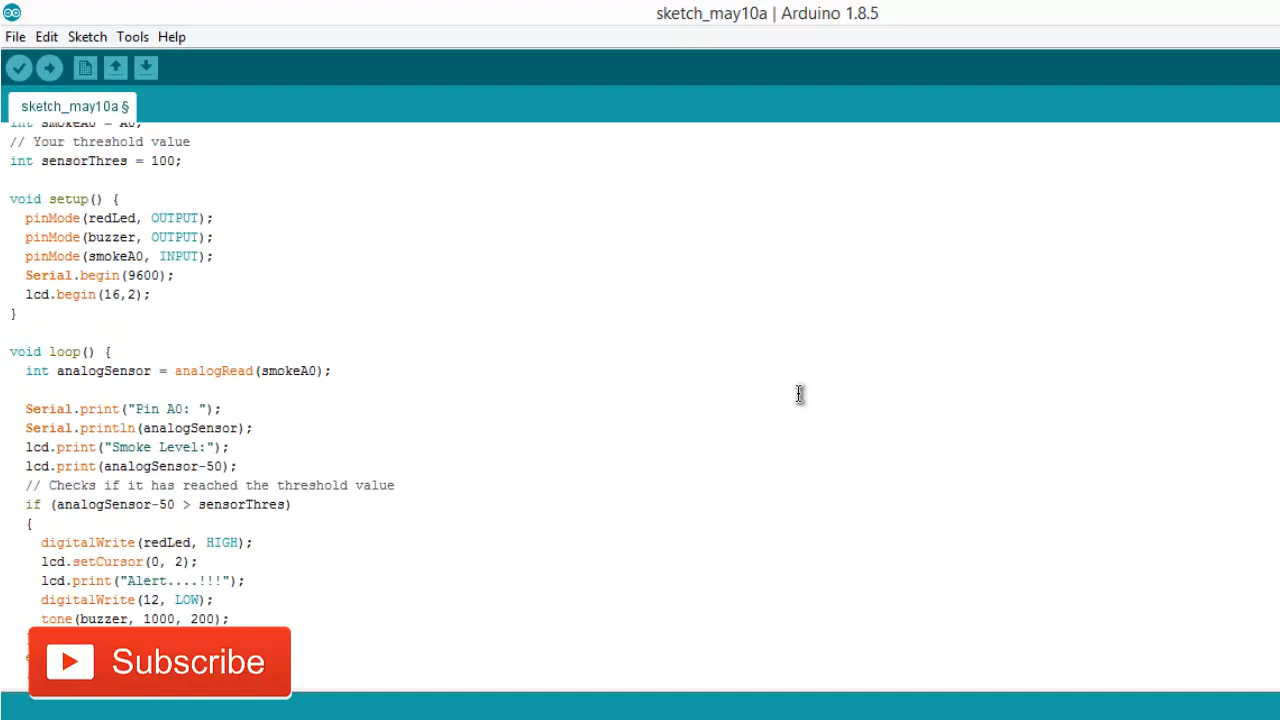 sketch_may10a | Arduino 1.8.5
File Edit Sketch Tools Help
sketch_may10a §
int smokeA0 = A0;
// Your threshold value
int sensorThres = 100;
void setup() {
pinMode(redLed, OUTPUT);
pinMode(buzzer, OUTPUT);
pinMode(smokeA0, INPUT);
Serial.begin(9600);
lcd.begin(16,2);
}
void loop() {
int analogSensor = analogRead(smokeA0);
Serial.print("Pin A0: ");
Serial.println(analogSensor);
lcd.print("Smoke Level:");
lcd.print(analogSensor-50);
// Checks if it has reached the threshold value
if (analogSensor-50 > sensorThres)
{
digitalWrite(redLed, HIGH);
lcd.setCursor(0, 2);
lcd.print("Alert....!!!");
digitalWrite(12, LOW);
tone(buzzer, 1000, 200);
Subscribe